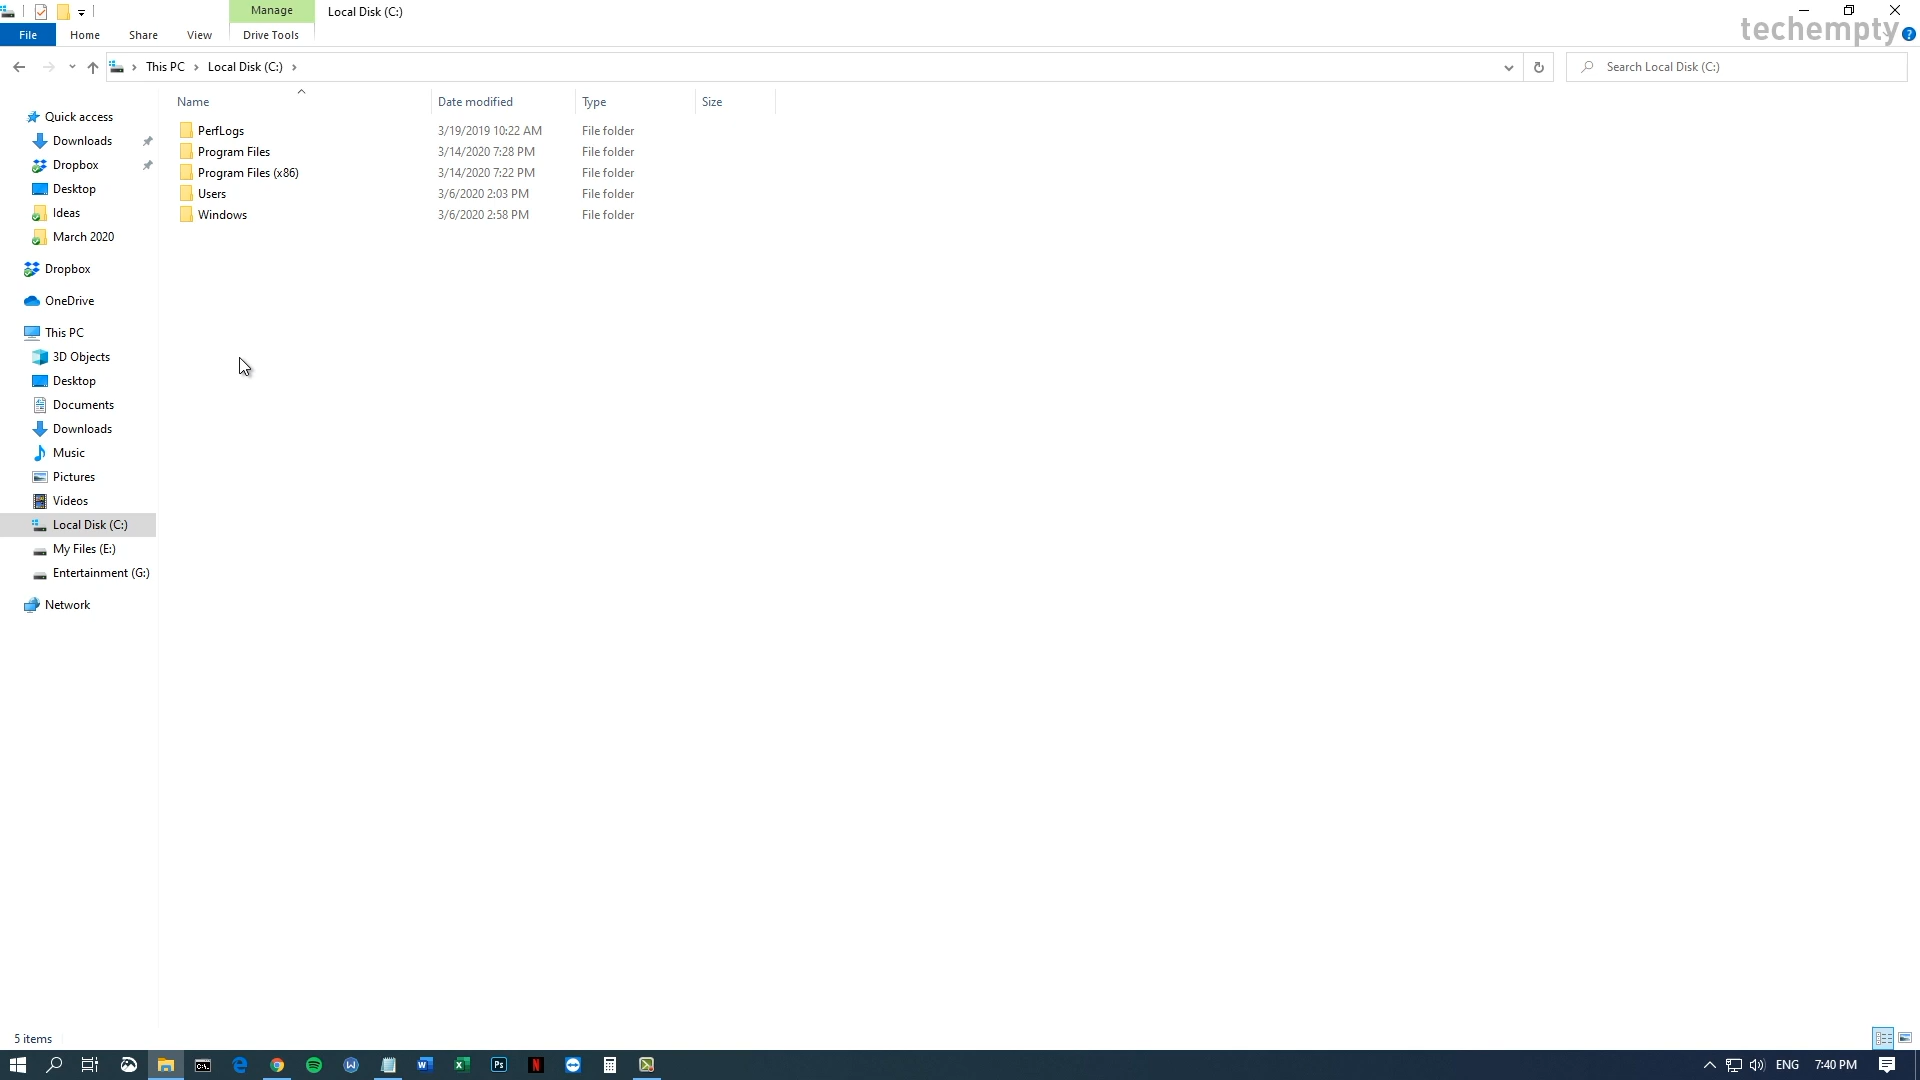 Manage
Local Disk (C:)
techempty
File
Home
Share
View
Drive Tools
This PC
Local Disk (C:)
Search Local Disk (C:)
Name
Date modified
Type
Size
Quick access
Downloads
Dropbox
Desktop
Ideas
March 2020
Dropbox
OneDrive
This PC
3D Objects
Desktop
Documents
Downloads
Music
Pictures
Videos
Local Disk (C:)
My Files (E:)
Entertainment (G:)
Network
PerfLogs 3/19/2019 10:22 AM File folder
Program Files 3/14/2020 7:28 PM File folder
Program Files (x86) 3/14/2020 7:22 PM File folder
Users 3/6/2020 2:03 PM File folder
Windows 3/6/2020 2:58 PM File folder
5 items
ENG
7:40 PM